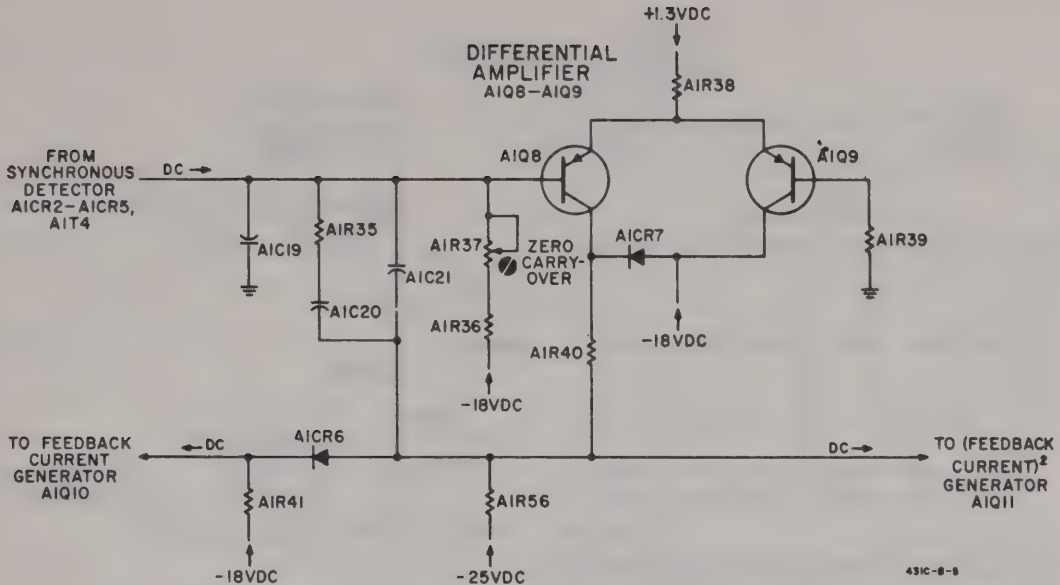 +1.3VDC
DIFFERENTIAL
AMPLIFIER
A1Q8-A1Q9
A1R38
FROM
SYNCHRONOUS
DETECTOR
A1CR2-A1CR5,
A1T4
DC →
A1Q8
A1Q9
A1C19
A1R35
A1C20
A1C21
A1R37
ZERO
CARRY-
OVER
A1R36
-18VDC
A1CR7
-18VDC
A1R39
A1R40
TO FEEDBACK
CURRENT
GENERATOR
A1Q10
← DC
A1CR6
A1R41
-18VDC
A1R56
-25VDC
DC →
TO (FEEDBACK
CURRENT)²
GENERATOR
A1Q11
431C-B-5